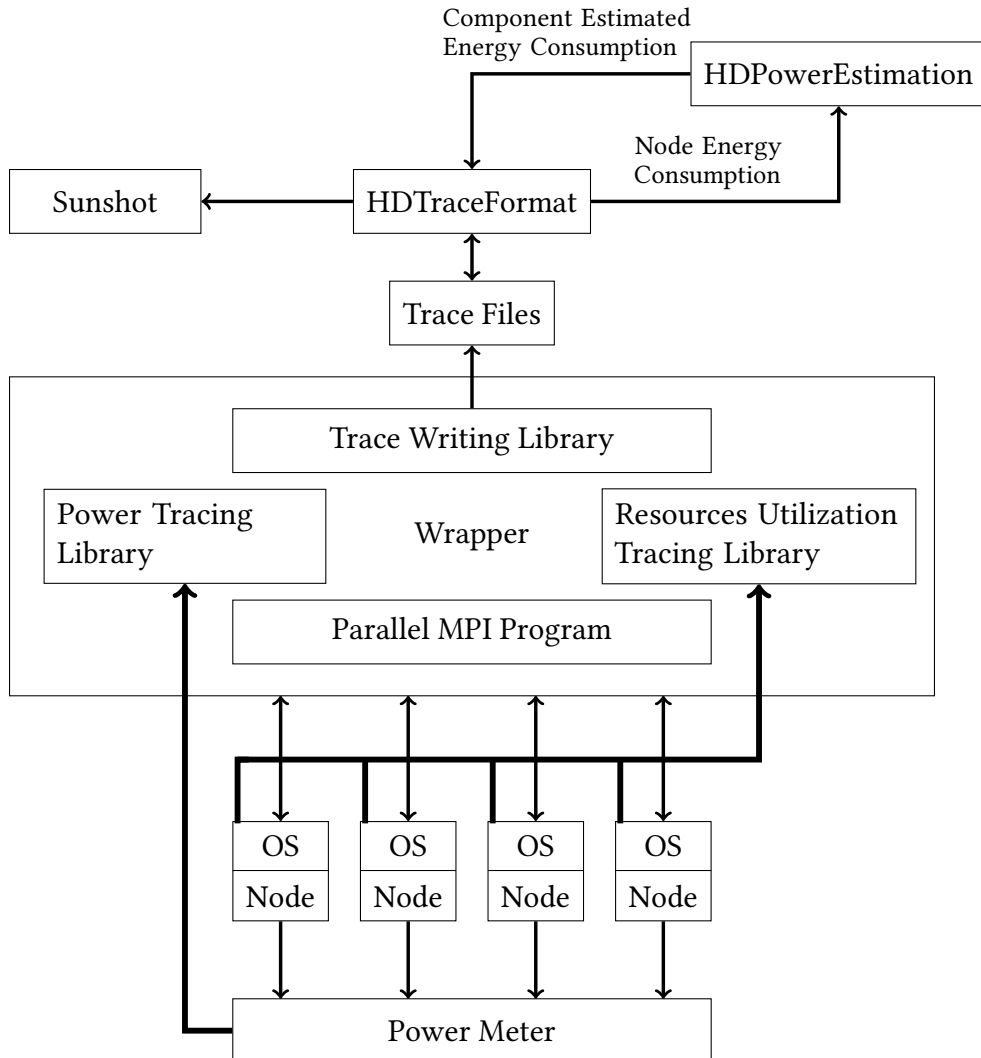 Component Estimated
Energy Consumption
HDPowerEstimation
Node Energy
Consumption
Sunshot
HDTraceFormat
Trace Files
Trace Writing Library
Power Tracing
Library
Wrapper
Resources Utilization
Tracing Library
Parallel MPI Program
OS OS OS OS
Node Node Node Node
Power Meter